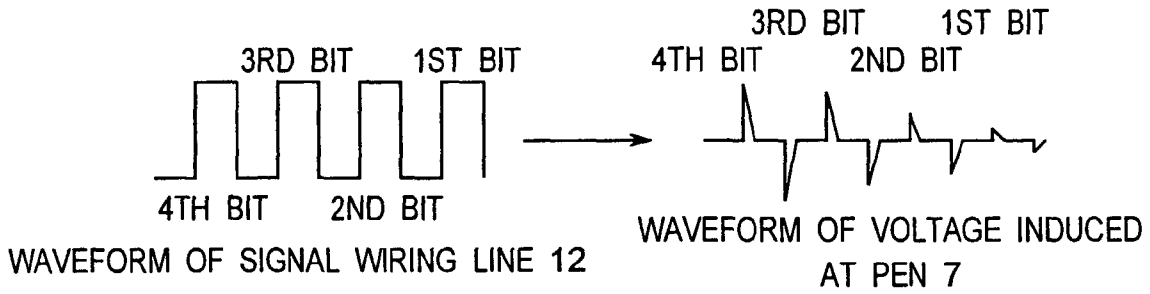 3RD BIT 1ST BIT
4TH BIT 2ND BIT
WAVEFORM OF SIGNAL WIRING LINE 12
3RD BIT 1ST BIT
4TH BIT 2ND BIT
WAVEFORM OF VOLTAGE INDUCED
AT PEN 7